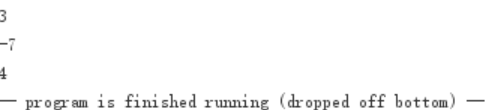 3
-7
4
— program is finished running (dropped off bottom) —